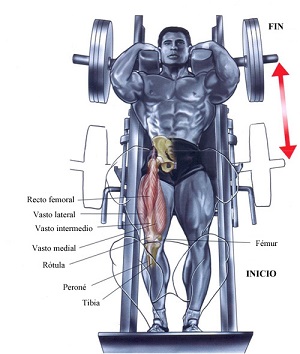 FIN
Recto femoral
Vasto lateral
Vasto intermedio
Vasto medial
Rótula
Peroné
Tibia
Fémur
INICIO